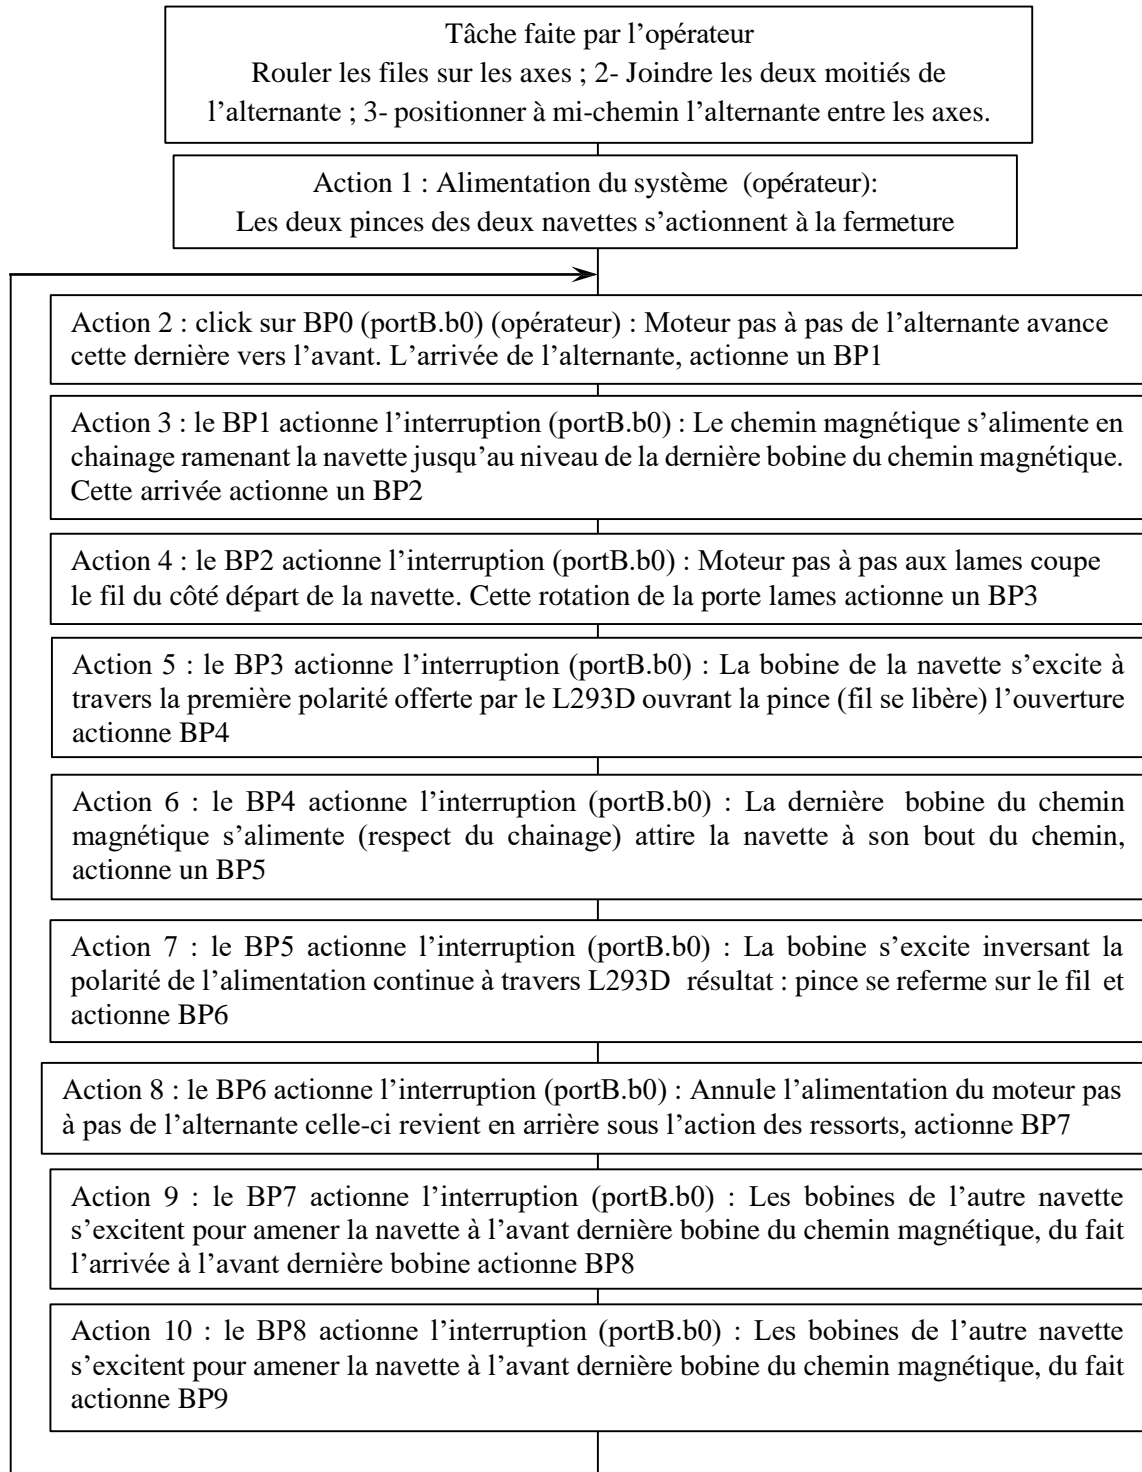 Tâche faite par l'opérateur
Rouler les files sur les axes ; 2- Joindre les deux moitiés de
l'alternante ; 3- positionner à mi-chemin l'alternante entre les axes.
Action 1 : Alimentation du système (opérateur):
Les deux pinces des deux navettes s'actionnent à la fermeture
Action 2 : click sur BP0 (portB.b0) (opérateur) : Moteur pas à pas de l'alternante avance
cette dernière vers l'avant. L'arrivée de l'alternante, actionne un BP1
Action 3 : le BP1 actionne l'interruption (portB.b0) : Le chemin magnétique s'alimente en
chainage ramenant la navette jusqu'au niveau de la dernière bobine du chemin magnétique.
Cette arrivée actionne un BP2
Action 4 : le BP2 actionne l'interruption (portB.b0) : Moteur pas à pas aux lames coupe
le fil du côté départ de la navette. Cette rotation de la porte lames actionne un BP3
Action 5 : le BP3 actionne l'interruption (portB.b0) : La bobine de la navette s'excite à
travers la première polarité offerte par le L293D ouvrant la pince (fil se libère) l'ouverture
actionne BP4
Action 6 : le BP4 actionne l'interruption (portB.b0) : La dernière bobine du chemin
magnétique s'alimente (respect du chainage) attire la navette à son bout du chemin,
actionne un BP5
Action 7 : le BP5 actionne l'interruption (portB.b0) : La bobine s'excite inversant la
polarité de l'alimentation continue à travers L293D résultat : pince se referme sur le fil et
actionne BP6
Action 8 : le BP6 actionne l'interruption (portB.b0) : Annule l'alimentation du moteur pas
à pas de l'alternante celle-ci revient en arrière sous l'action des ressorts, actionne BP7
Action 9 : le BP7 actionne l'interruption (portB.b0) : Les bobines de l'autre navette
s'excitent pour amener la navette à l'avant dernière bobine du chemin magnétique, du fait
l'arrivée à l'avant dernière bobine actionne BP8
Action 10 : le BP8 actionne l'interruption (portB.b0) : Les bobines de l'autre navette
s'excitent pour amener la navette à l'avant dernière bobine du chemin magnétique, du fait
actionne BP9